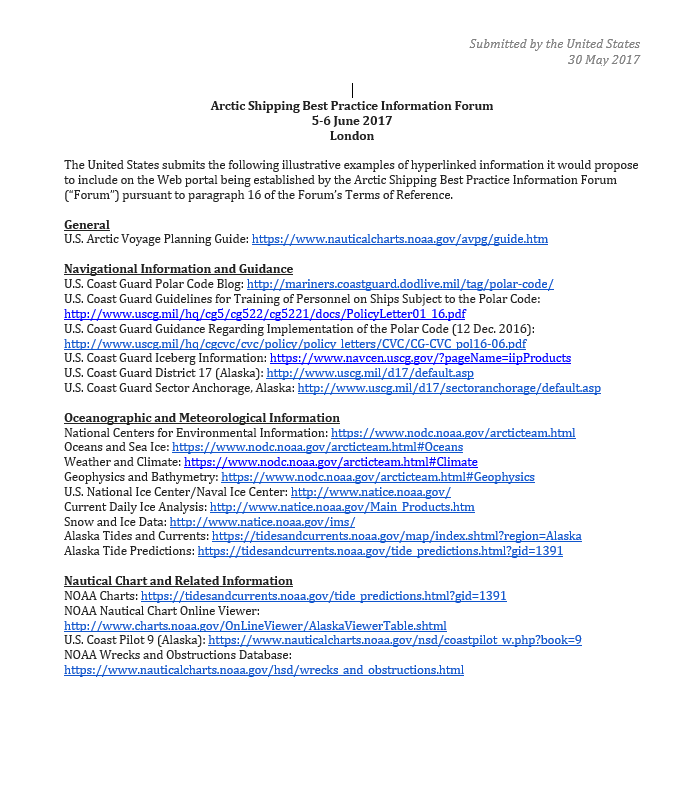 Submitted by the United States
30 May 2017
Arctic Shipping Best Practice Information Forum
5-6 June 2017
London
The United States submits the following illustrative examples of hyperlinked information it would propose
to include on the Web portal being established by the Arctic Shipping Best Practice Information Forum
(“Forum”) pursuant to paragraph 16 of the Forum’s Terms of Reference.
General
U.S. Arctic Voyage Planning Guide: https://www.nauticalcharts.noaa.gov/avpg/guide.htm
Navigational Information and Guidance
U.S. Coast Guard Polar Code Blog: http://mariners.coastguard.dodlive.mil/tag/polar-code/
U.S. Coast Guard Guidelines for Training of Personnel on Ships Subject to the Polar Code:
http://www.uscg.mil/hq/cg5/cg522/cg5221/docs/PolicyLetter01_16.pdf
U.S. Coast Guard Guidance Regarding Implementation of the Polar Code (12 Dec. 2016):
http://www.uscg.mil/hq/cgcvc/cvc/policy/policy_letters/CVC/CG-CVC_pol16-06.pdf
U.S. Coast Guard Iceberg Information: https://www.navcen.uscg.gov/?pageName=iipProducts
U.S. Coast Guard District 17 (Alaska): http://www.uscg.mil/d17/default.asp
U.S. Coast Guard Sector Anchorage, Alaska: http://www.uscg.mil/d17/sectoranchorage/default.asp
Oceanographic and Meteorological Information
National Centers for Environmental Information: https://www.nodc.noaa.gov/arcticteam.html
Oceans and Sea Ice: https://www.nodc.noaa.gov/arcticteam.html#Oceans
Weather and Climate: https://www.nodc.noaa.gov/arcticteam.html#Climate
Geophysics and Bathymetry: https://www.nodc.noaa.gov/arcticteam.html#Geophysics
U.S. National Ice Center/Naval Ice Center: http://www.natice.noaa.gov/
Current Daily Ice Analysis: http://www.natice.noaa.gov/Main_Products.htm
Snow and Ice Data: http://www.natice.noaa.gov/ims/
Alaska Tides and Currents: https://tidesandcurrents.noaa.gov/map/index.shtml?region=Alaska
Alaska Tide Predictions: https://tidesandcurrents.noaa.gov/tide_predictions.html?gid=1391
Nautical Chart and Related Information
NOAA Charts: https://tidesandcurrents.noaa.gov/tide_predictions.html?gid=1391
NOAA Nautical Chart Online Viewer:
http://www.charts.noaa.gov/OnLineViewer/AlaskaViewerTable.shtml
U.S. Coast Pilot 9 (Alaska): https://www.nauticalcharts.noaa.gov/nsd/coastpilot_w.php?book=9
NOAA Wrecks and Obstructions Database:
https://www.nauticalcharts.noaa.gov/hsd/wrecks_and_obstructions.html